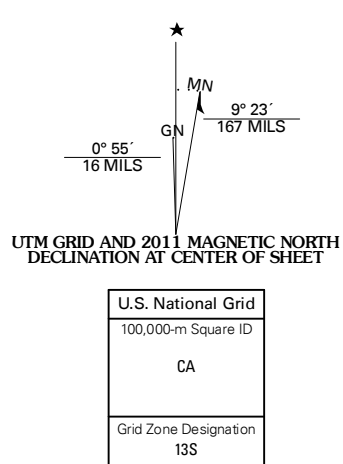 MN
9° 23´
167 MILS
GN
0° 55´
16 MILS
UTM GRID AND 2011 MAGNETIC NORTH
DECLINATION AT CENTER OF SHEET
U.S. National Grid
100,000-m Square ID
CA
Grid Zone Designation
13S